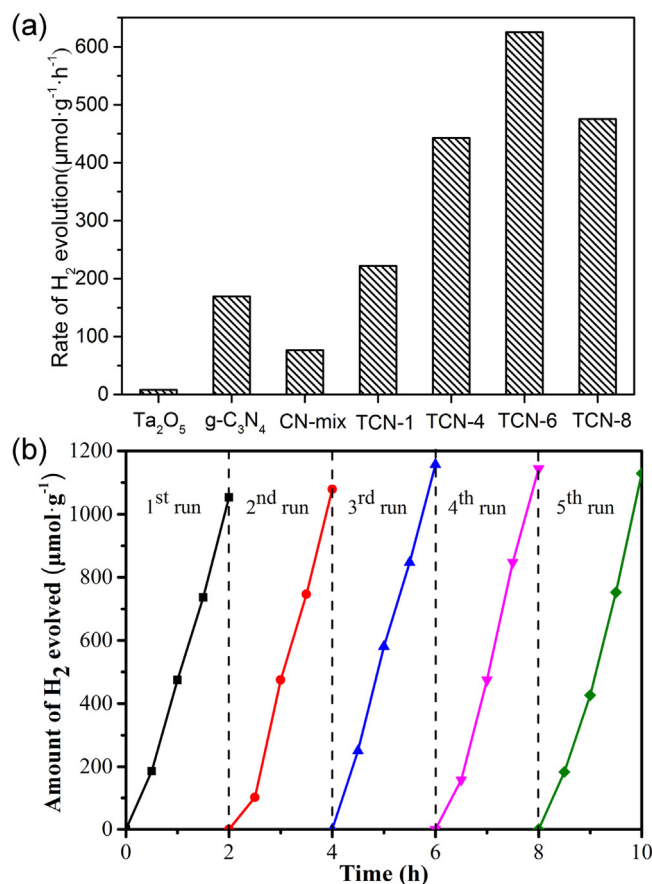 (a)
Rate of H₂ evolution(μmol·g⁻¹·h⁻¹)
600
500
400
300
200
100
0
Ta₂O₅ g-C₃N₄ CN-mix TCN-1 TCN-4 TCN-6 TCN-8
(b)
Amount of H₂ evolved (μmol·g⁻¹)
1200
1000
800
600
400
200
0
1ˢᵗ run 2ⁿᵈ run 3ʳᵈ run 4ᵗʰ run 5ᵗʰ run
0 2 4 6 8 10
Time (h)